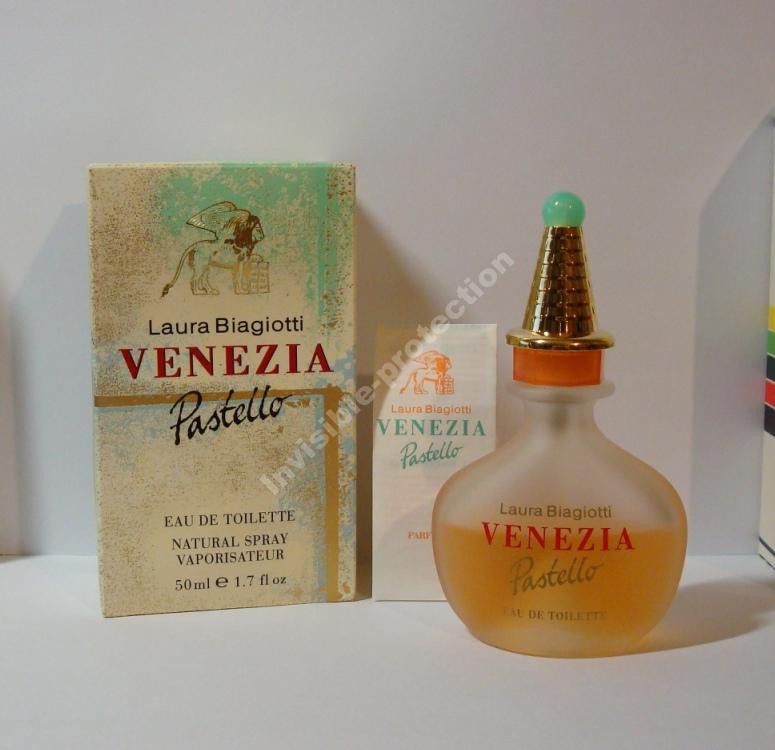 Laura Biagiotti
VENEZIA
Pastello
EAU DE TOILETTE
NATURAL SPRAY
VAPORISATEUR
50ml e 1.7 fl oz
Laura Biagiotti
VENEZIA
Pastello
Laura Biagiotti
VENEZIA
Pastello
EAU DE TOILETTE
Invisible-protection